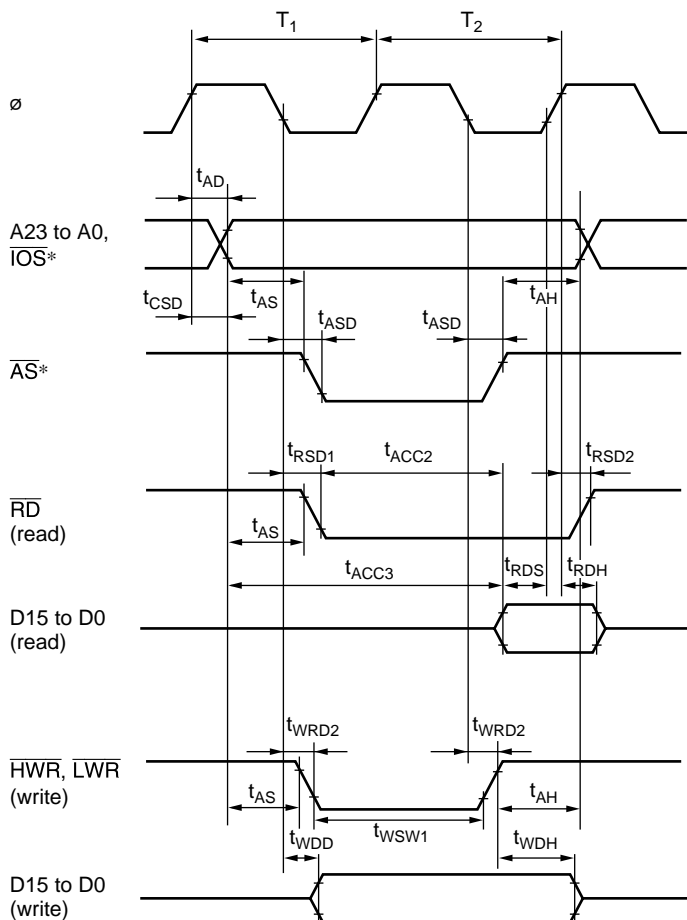 T1 T2
ø
tAD
A23 to A0,
IOS*
tCSD tAS tAH
tASD tASD
AS*
tRSD1 tACC2 tRSD2
RD
(read)
tAS
tACC3 tRDS tRDH
D15 to D0
(read)
tWRD2 tWRD2
HWR, LWR
(write)
tAS tWSW1 tAH
tWDD tWDH
D15 to D0
(write)